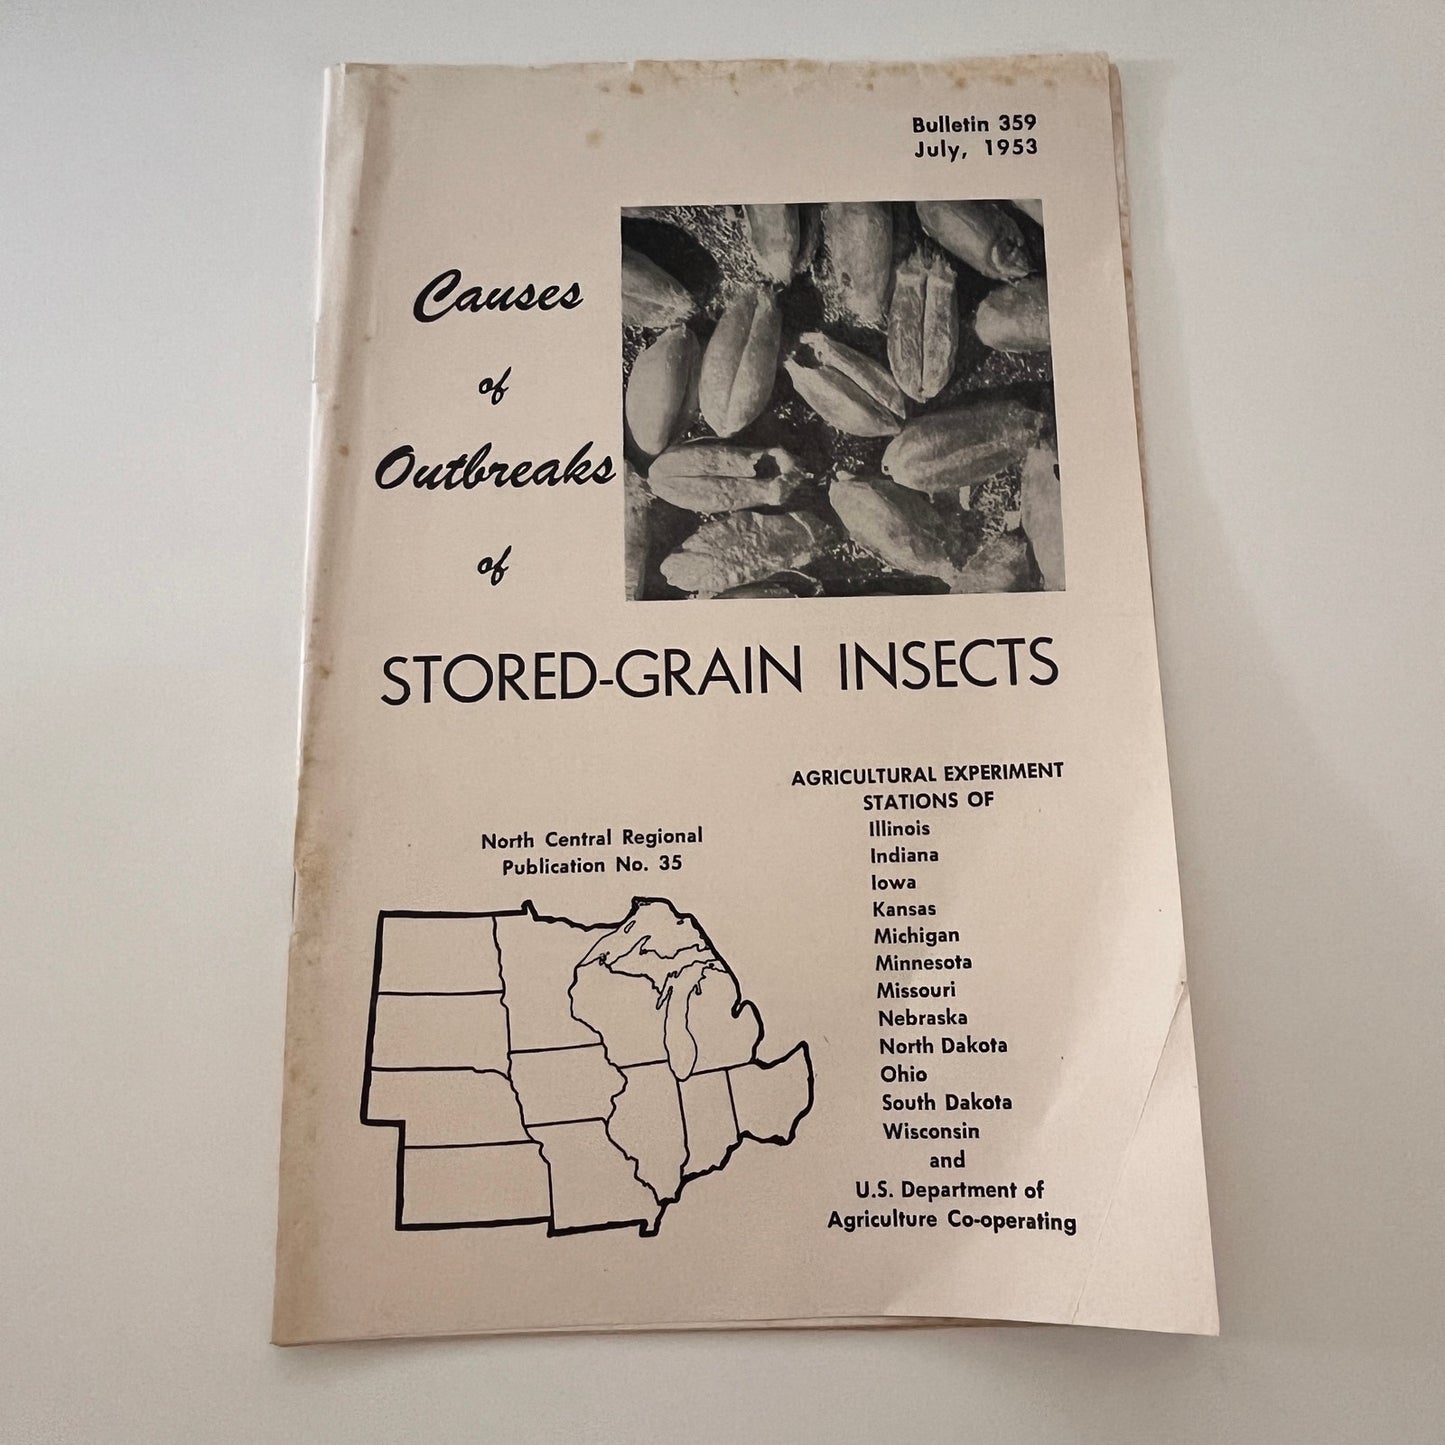 Bulletin 359
July, 1953
Causes
of
Outbreaks
of
STORED-GRAIN INSECTS
North Central Regional
Publication No. 35
AGRICULTURAL EXPERIMENT
STATIONS OF
Illinois
Indiana
Iowa
Kansas
Michigan
Minnesota
Missouri
Nebraska
North Dakota
Ohio
South Dakota
Wisconsin
and
U.S. Department of
Agriculture Co-operating